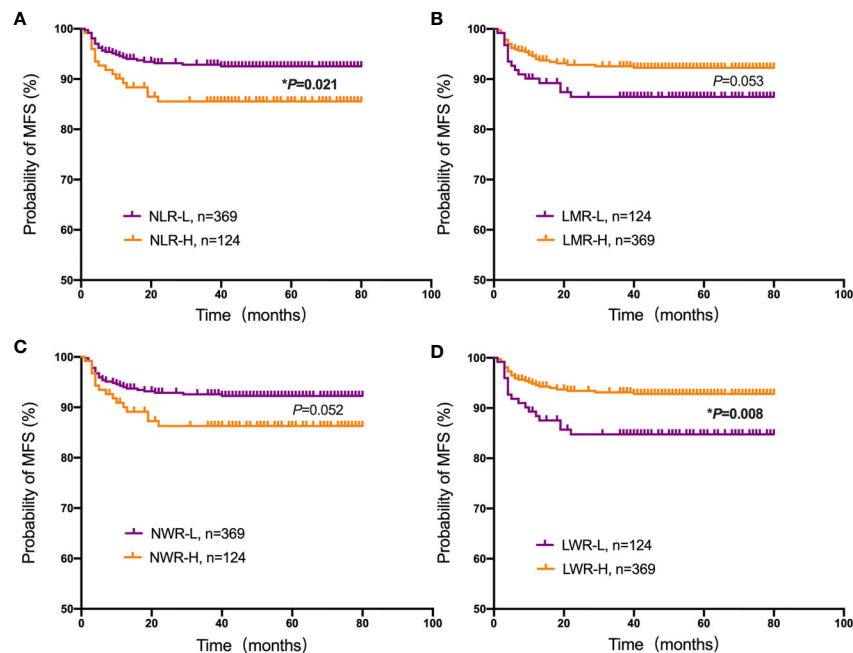 A
Probability of MFS (%)
100
90
80
70
60
50
*P=0.021
NLR-L, n=369
NLR-H, n=124
0 20 40 60 80 100
Time (months)
B
Probability of MFS (%)
100
90
80
70
60
50
P=0.053
LMR-L, n=124
LMR-H, n=369
0 20 40 60 80 100
Time (months)
C
Probability of MFS (%)
100
90
80
70
60
50
P=0.052
NWR-L, n=369
NWR-H, n=124
0 20 40 60 80 100
Time (months)
D
Probability of MFS (%)
100
90
80
70
60
50
*P=0.008
LWR-L, n=124
LWR-H, n=369
0 20 40 60 80 100
Time (months)